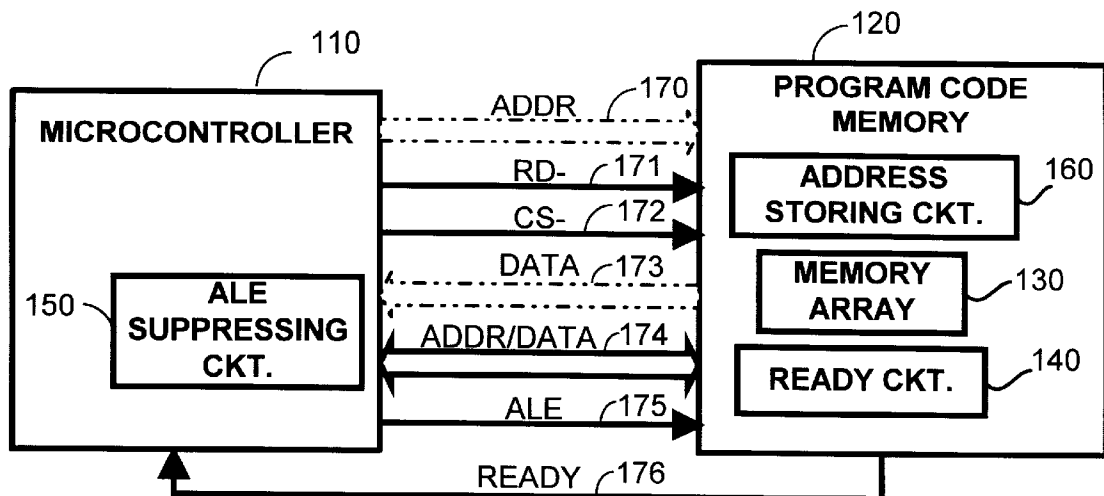 110
120
MICROCONTROLLER
ADDR
170
RD-
171
CS-
172
DATA
173
ADDR/DATA
174
ALE
175
READY
176
150
ALE
SUPPRESSING
CKT.
PROGRAM CODE
MEMORY
ADDRESS
STORING CKT.
160
MEMORY
ARRAY
130
READY CKT.
140